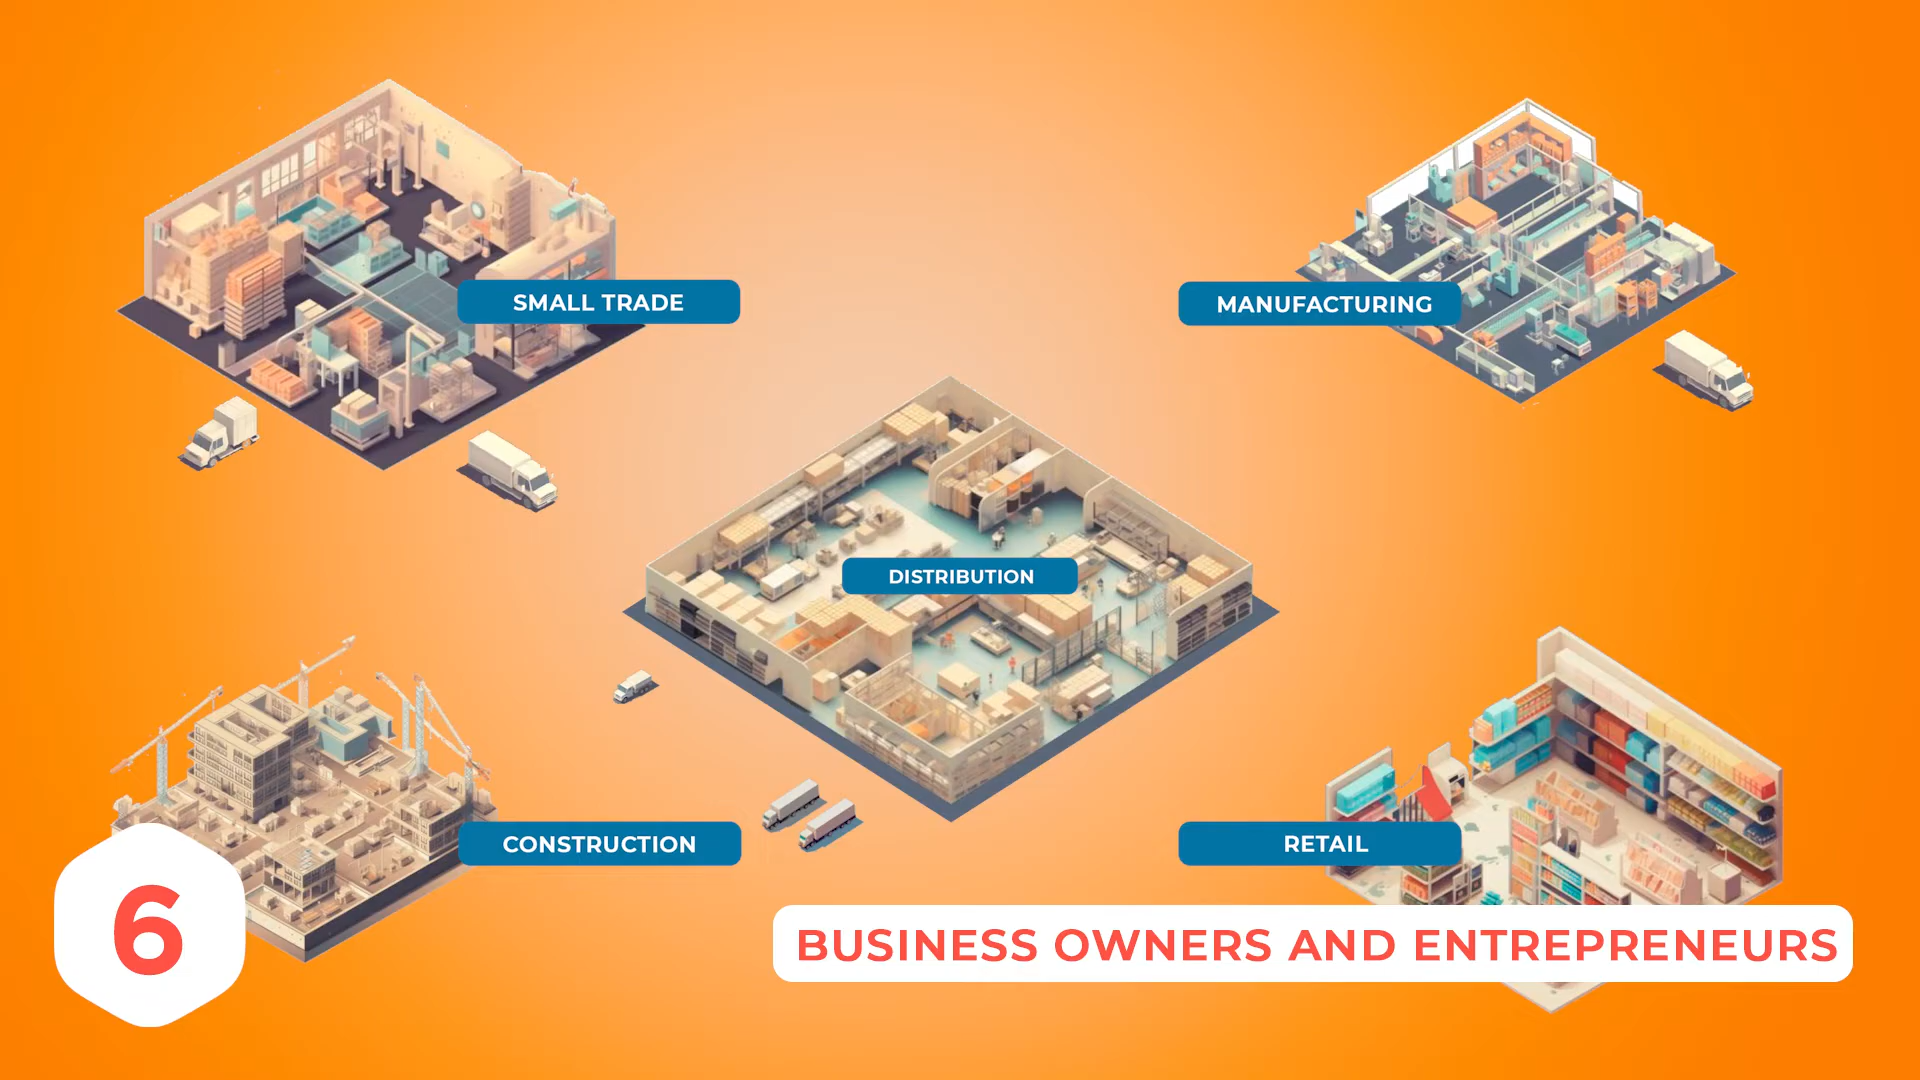 SMALL TRADE
MANUFACTURING
DISTRIBUTION
CONSTRUCTION
RETAIL
6
BUSINESS OWNERS AND ENTREPRENEURS